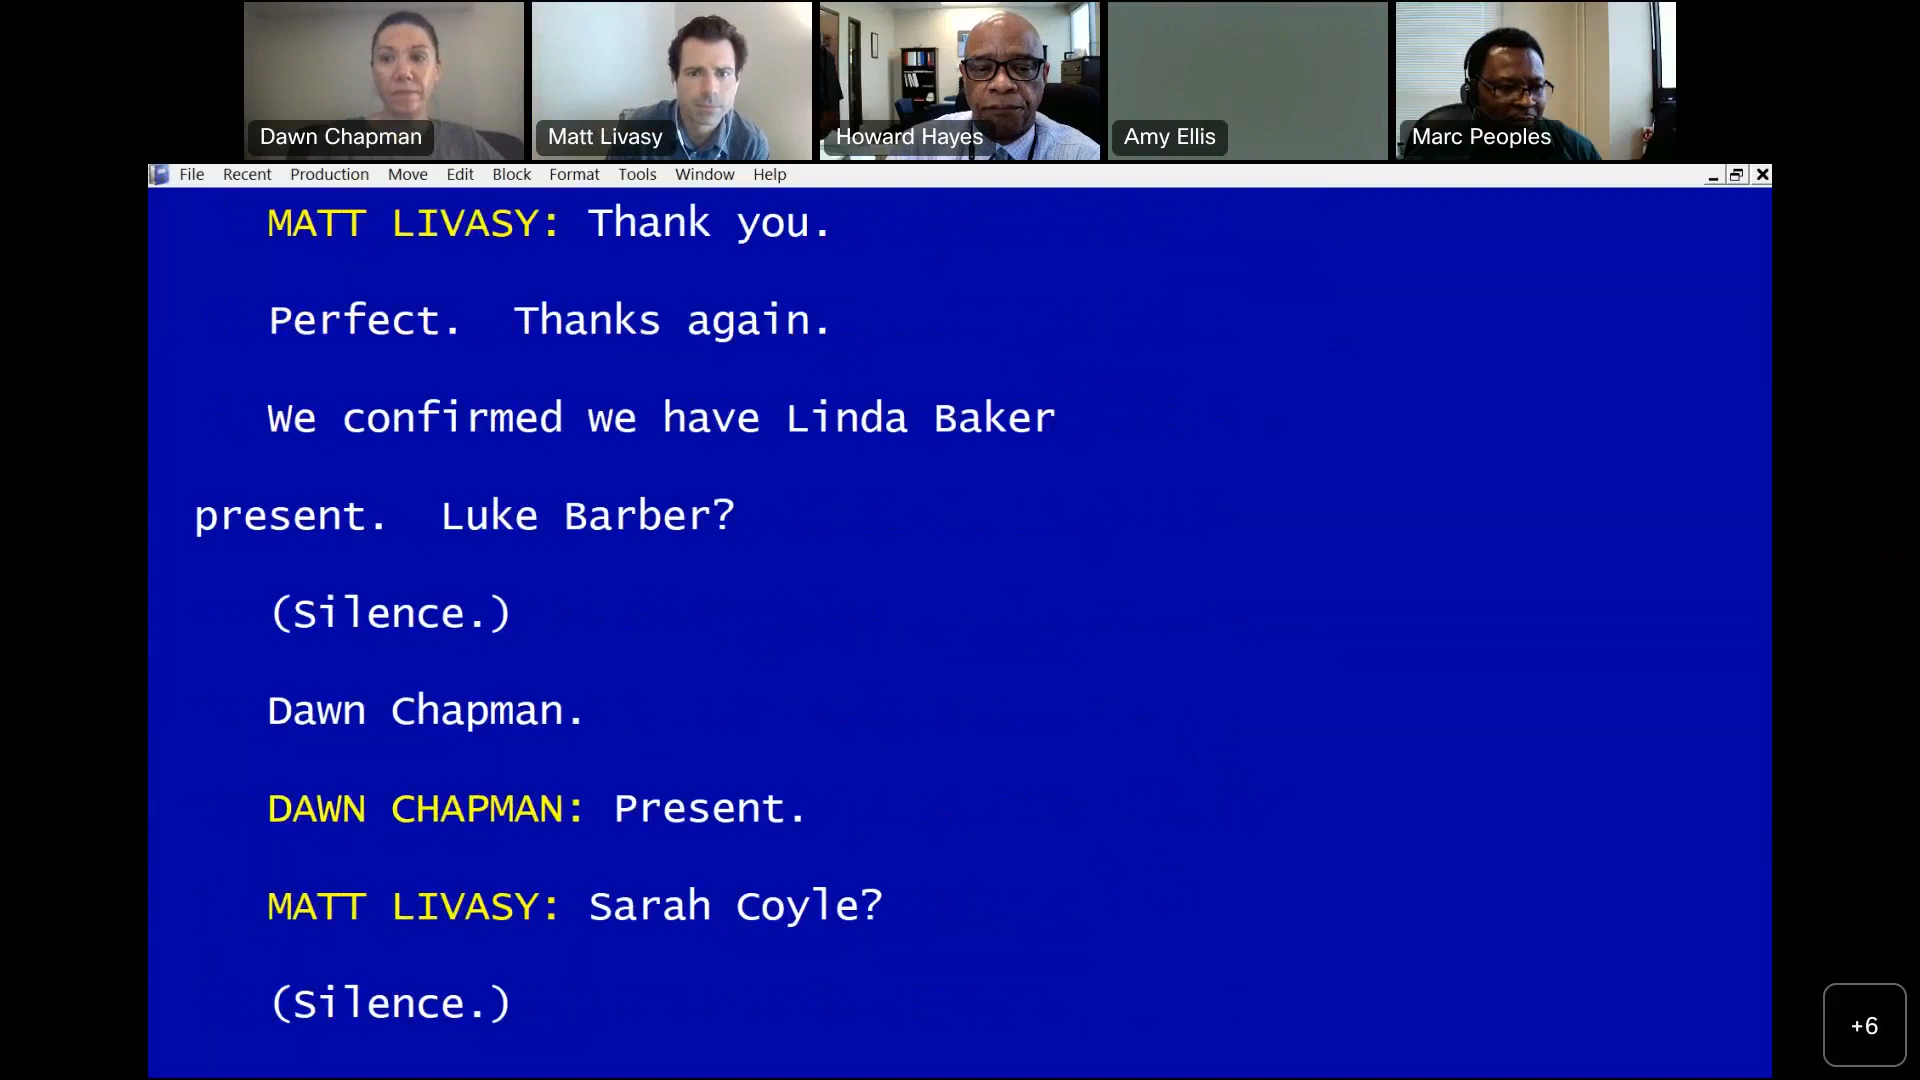 Dawn Chapman
Matt Livasy
Howard Hayes
Amy Ellis
Marc Peoples
File Recent Production Move Edit Block Format Tools Window Help
MATT LIVASY: Thank you.
Perfect.  Thanks again.
We confirmed we have Linda Baker
present.  Luke Barber?
(Silence.)
Dawn Chapman.
DAWN CHAPMAN: Present.
MATT LIVASY: Sarah Coyle?
(Silence.)
+6